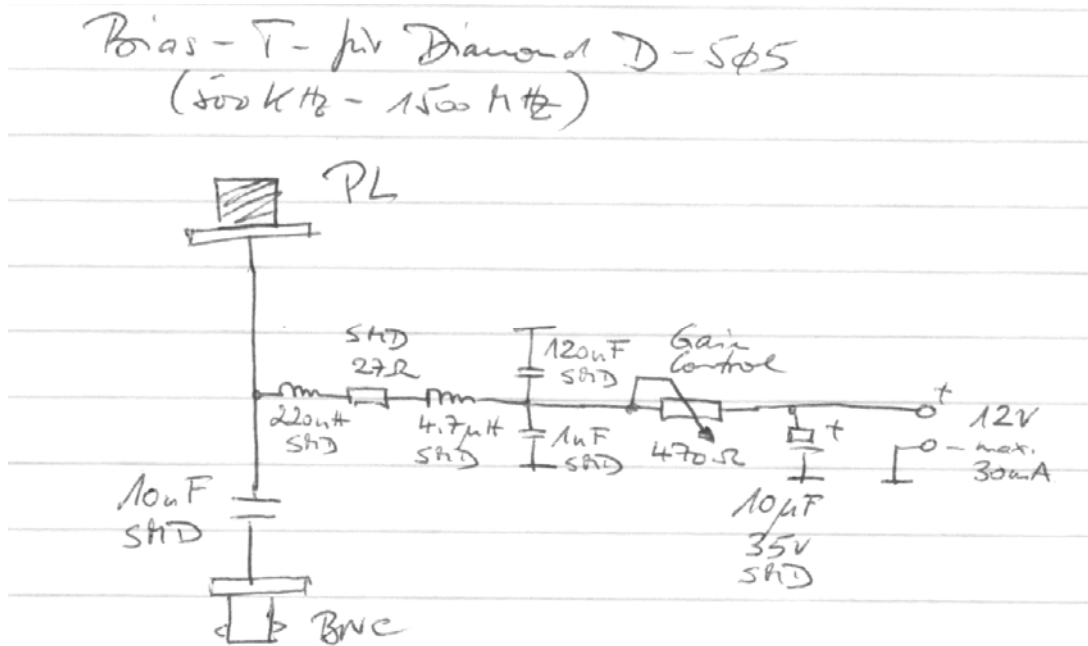 Bias-T- für Diamond D-5φ5
(500 KHz - 1500 MHz)
PL
SMD
27Ω
120nF
SMD
Gain
Control
220nH
SMD
4.7µH
SMD
1nF
SMD
470Ω
+
+
12V
- max.
30mA
10nF
SMD
10µF
35V
SMD
BNC